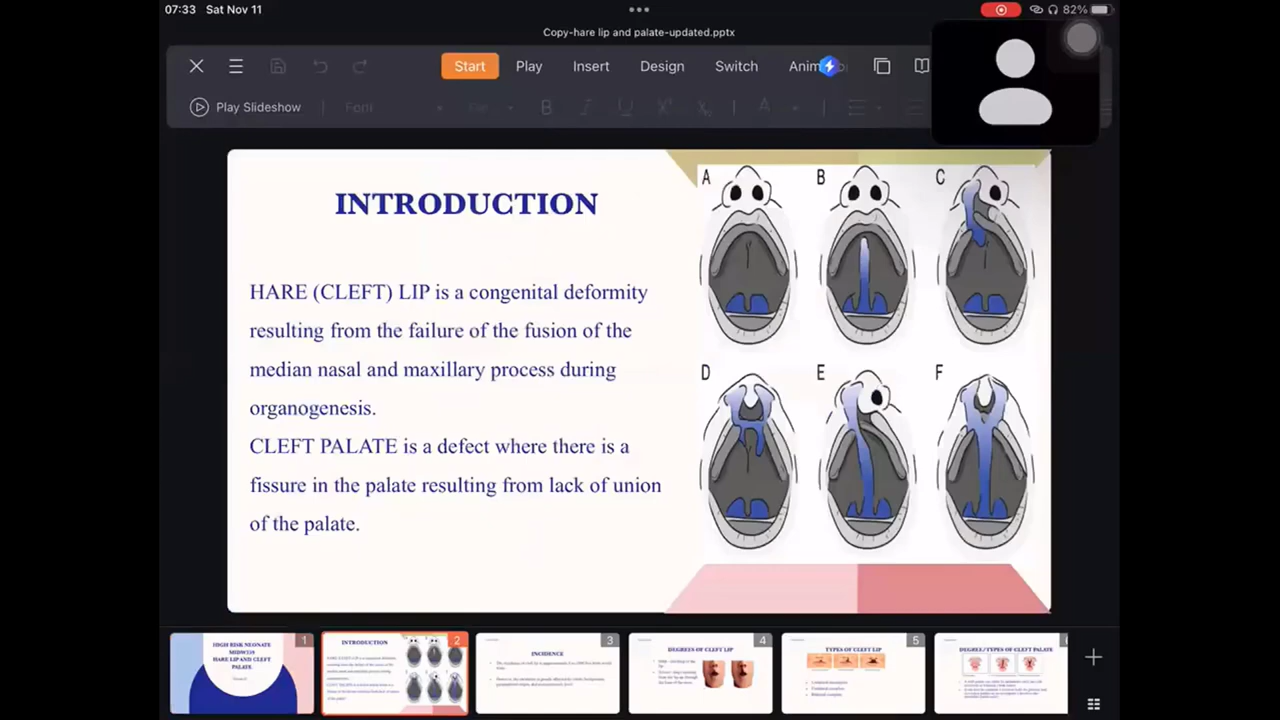 07:33 Sat Nov 11
82%
Copy-hare lip and palate-updated.pptx
Start Play Insert Design Switch
Play Slideshow Font B I U
INTRODUCTION
HARE (CLEFT) LIP is a congenital deformity
resulting from the failure of the fusion of the
median nasal and maxillary process during
organogenesis.
CLEFT PALATE is a defect where there is a
fissure in the palate resulting from lack of union
of the palate.
A B C
D E F
1
HIGH RISK NEONATE
HARE LIP AND CLEFT
PALATE
2
INTRODUCTION
3
INCIDENCE
4
DEGREES OF CLEFT LIP
5
TYPES OF CLEFT LIP
DEGREE/TYPES OF CLEFT PALATE